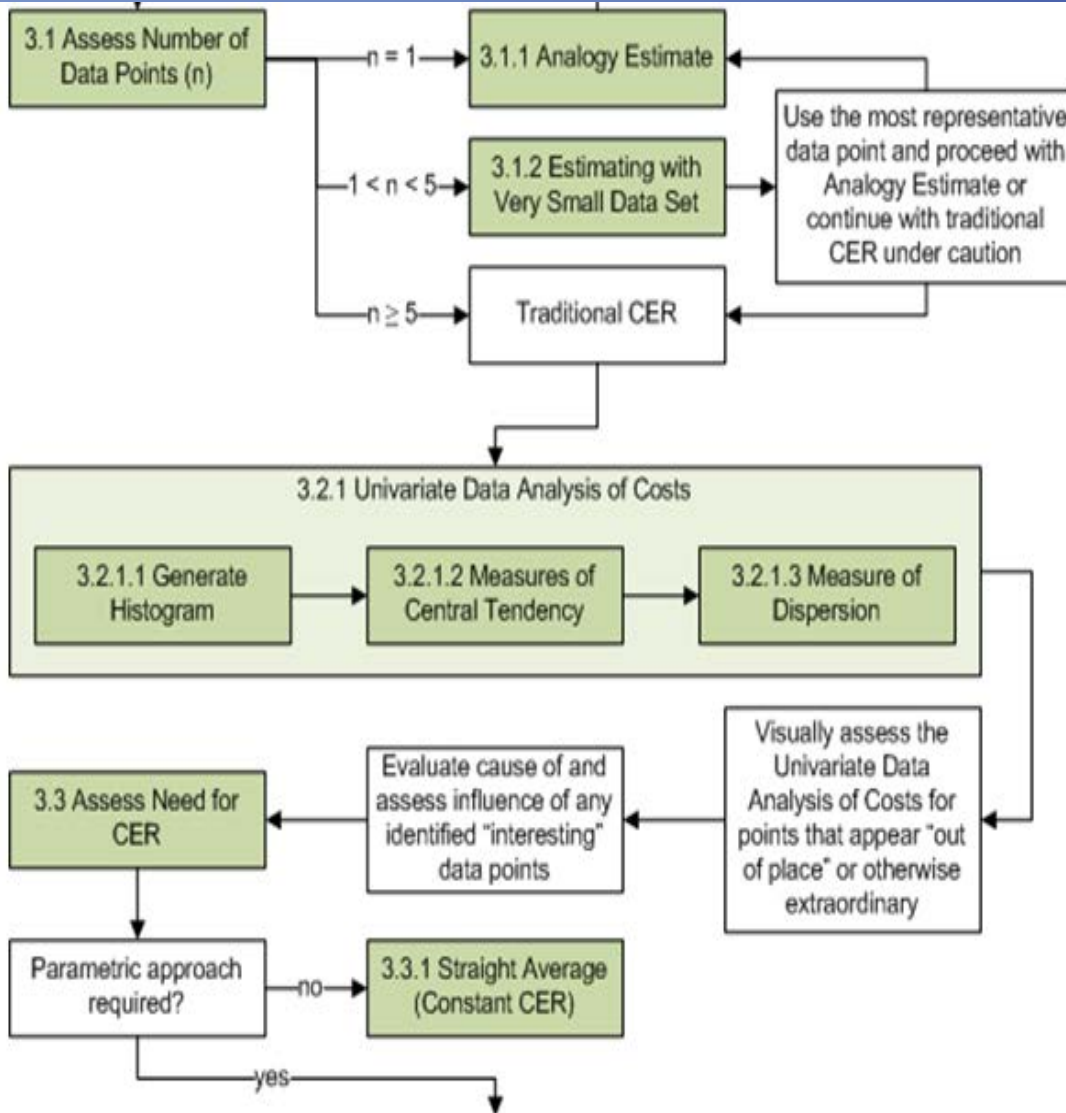 3.1 Assess Number of
Data Points (n)
n = 1
3.1.1 Analogy Estimate
Use the most representative
data point and proceed with
Analogy Estimate or
continue with traditional
CER under caution
1 < n < 5
3.1.2 Estimating with
Very Small Data Set
n ≥ 5
Traditional CER
3.2.1 Univariate Data Analysis of Costs
3.2.1.1 Generate
Histogram
3.2.1.2 Measures of
Central Tendency
3.2.1.3 Measure of
Dispersion
Visually assess the
Univariate Data
Analysis of Costs for
points that appear “out
of place” or otherwise
extraordinary
Evaluate cause of and
assess influence of any
identified “interesting”
data points
3.3 Assess Need for
CER
Parametric approach
required?
no
3.3.1 Straight Average
(Constant CER)
yes